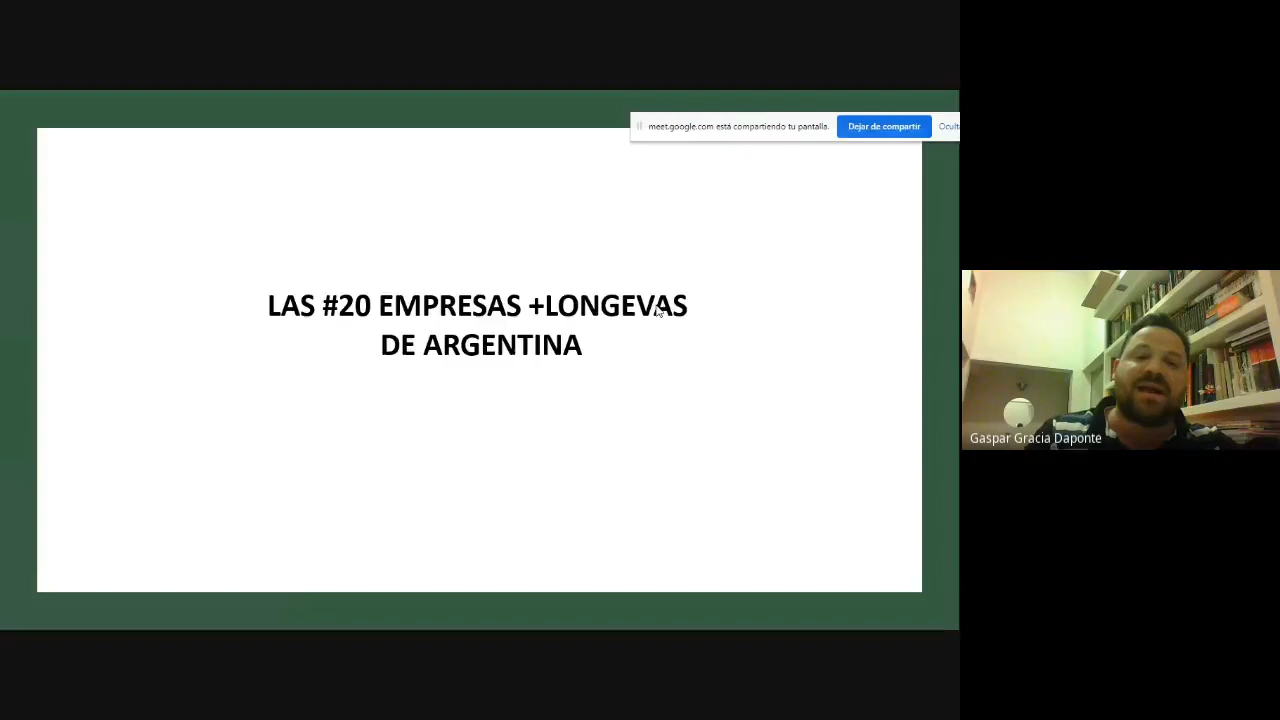 meet.google.com está compartiendo tu pantalla.
Dejar de compartir
LAS #20 EMPRESAS +LONGEVAS
DE ARGENTINA
Gaspar Gracia Daponte